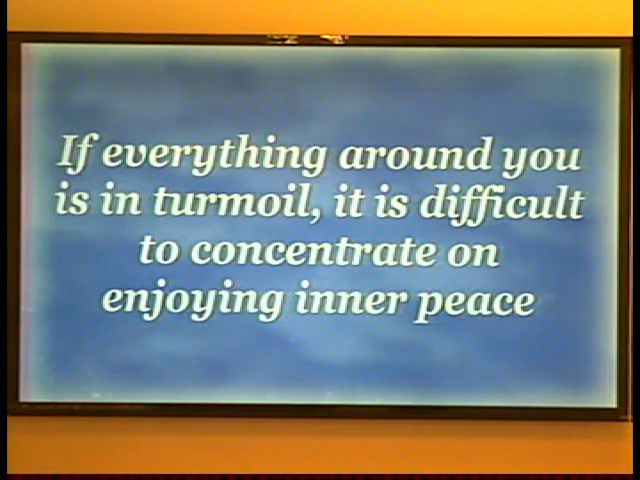 If everything around you
is in turmoil, it is difficult
to concentrate on
enjoying inner peace